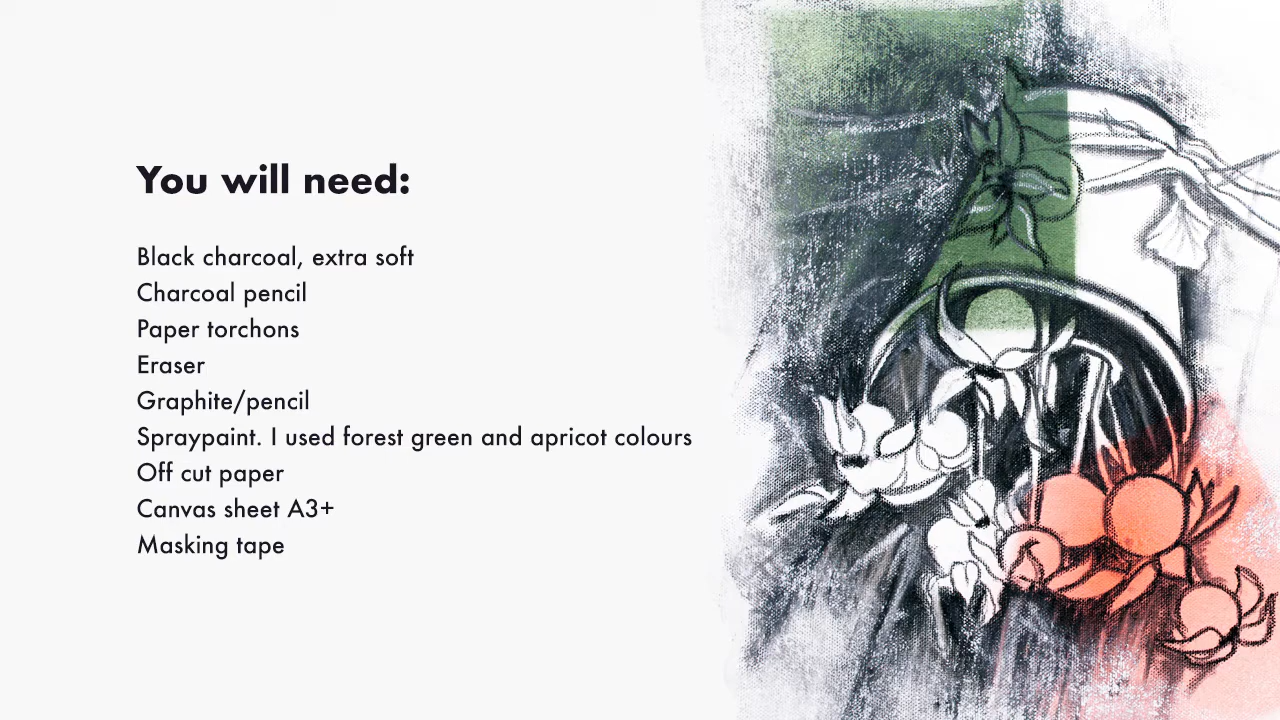 You will need:
Black charcoal, extra soft
Charcoal pencil
Paper torchons
Eraser
Graphite/pencil
Spraypaint. I used forest green and apricot colours
Off cut paper
Canvas sheet A3+
Masking tape